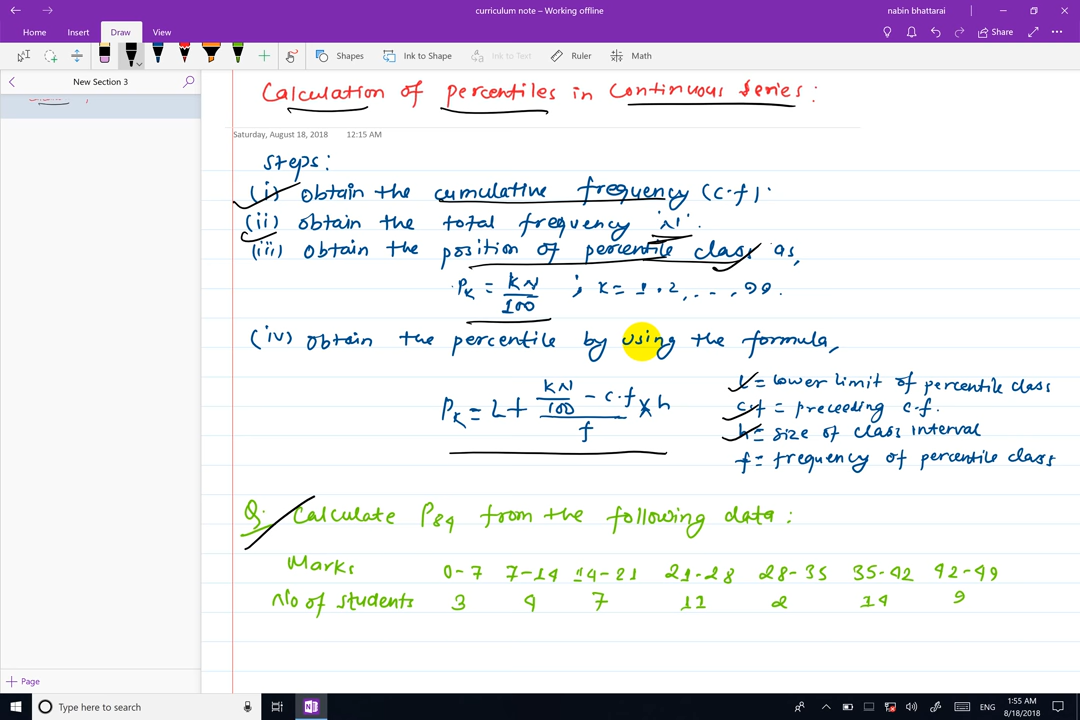 curriculum note – Working offline
nabin bhattarai
Home Insert Draw View
Share
Shapes Ink to Shape Ink to Text Ruler Math
New Section 3
Calculation of percentiles in Continuous Series:
Saturday, August 18, 2018 12:15 AM
Steps:
(i) obtain the cumulative frequency (c.f).
(ii) obtain the total frequency 'N'.
(iii) obtain the position of percentile class as,
PK = kN/100 ; K = 1, 2, ..., 99.
(iv) obtain the percentile by using the formula,
PK = L + (kN/100 - c.f)/f × h
L = lower limit of percentile class
c.f = preceding c.f.
h = size of class interval
f = frequency of percentile class
Q. Calculate P89 from the following data:
Marks 0-7 7-14 14-21 21-28 28-35 35-42 42-49
No of students 3 4 7 11 2 14 9
+ Page
Type here to search
ENG
1:55 AM
8/18/2018